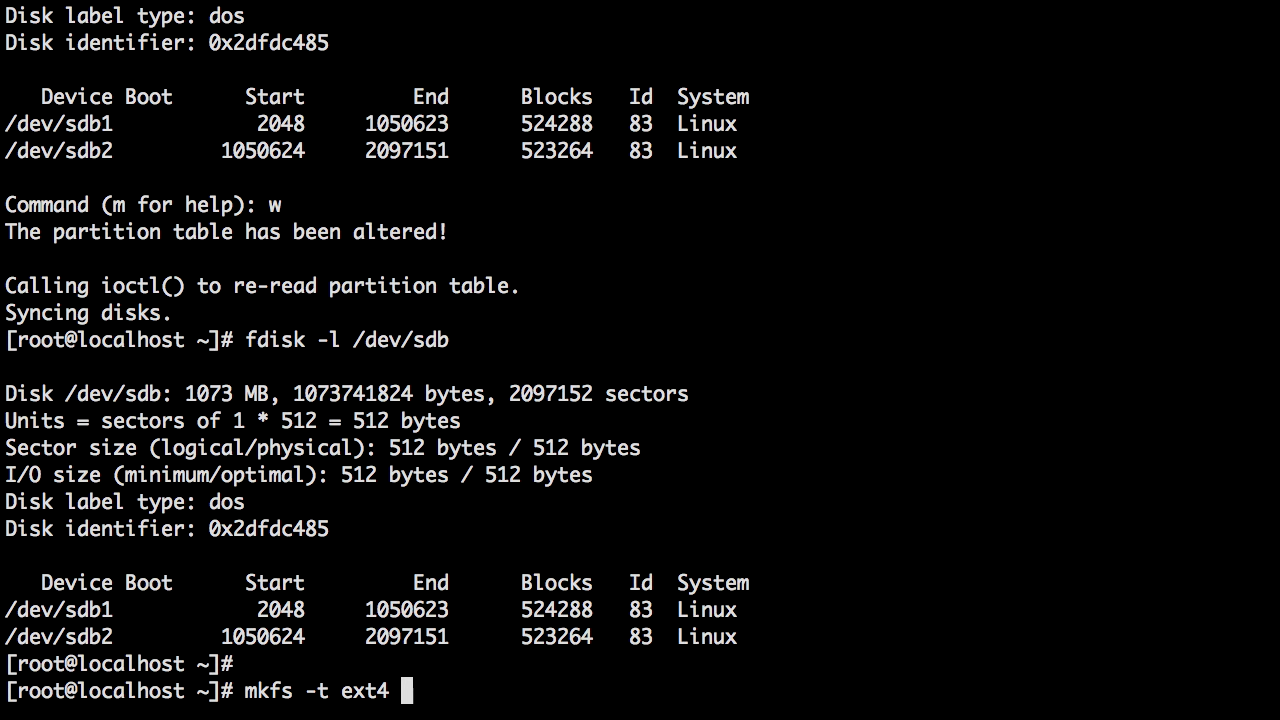 Disk label type: dos
Disk identifier: 0x2dfdc485
   Device Boot      Start         End      Blocks   Id  System
/dev/sdb1            2048     1050623      524288   83  Linux
/dev/sdb2         1050624     2097151      523264   83  Linux
Command (m for help): w
The partition table has been altered!
Calling ioctl() to re-read partition table.
Syncing disks.
[root@localhost ~]# fdisk -l /dev/sdb
Disk /dev/sdb: 1073 MB, 1073741824 bytes, 2097152 sectors
Units = sectors of 1 * 512 = 512 bytes
Sector size (logical/physical): 512 bytes / 512 bytes
I/O size (minimum/optimal): 512 bytes / 512 bytes
Disk label type: dos
Disk identifier: 0x2dfdc485
   Device Boot      Start         End      Blocks   Id  System
/dev/sdb1            2048     1050623      524288   83  Linux
/dev/sdb2         1050624     2097151      523264   83  Linux
[root@localhost ~]#
[root@localhost ~]# mkfs -t ext4